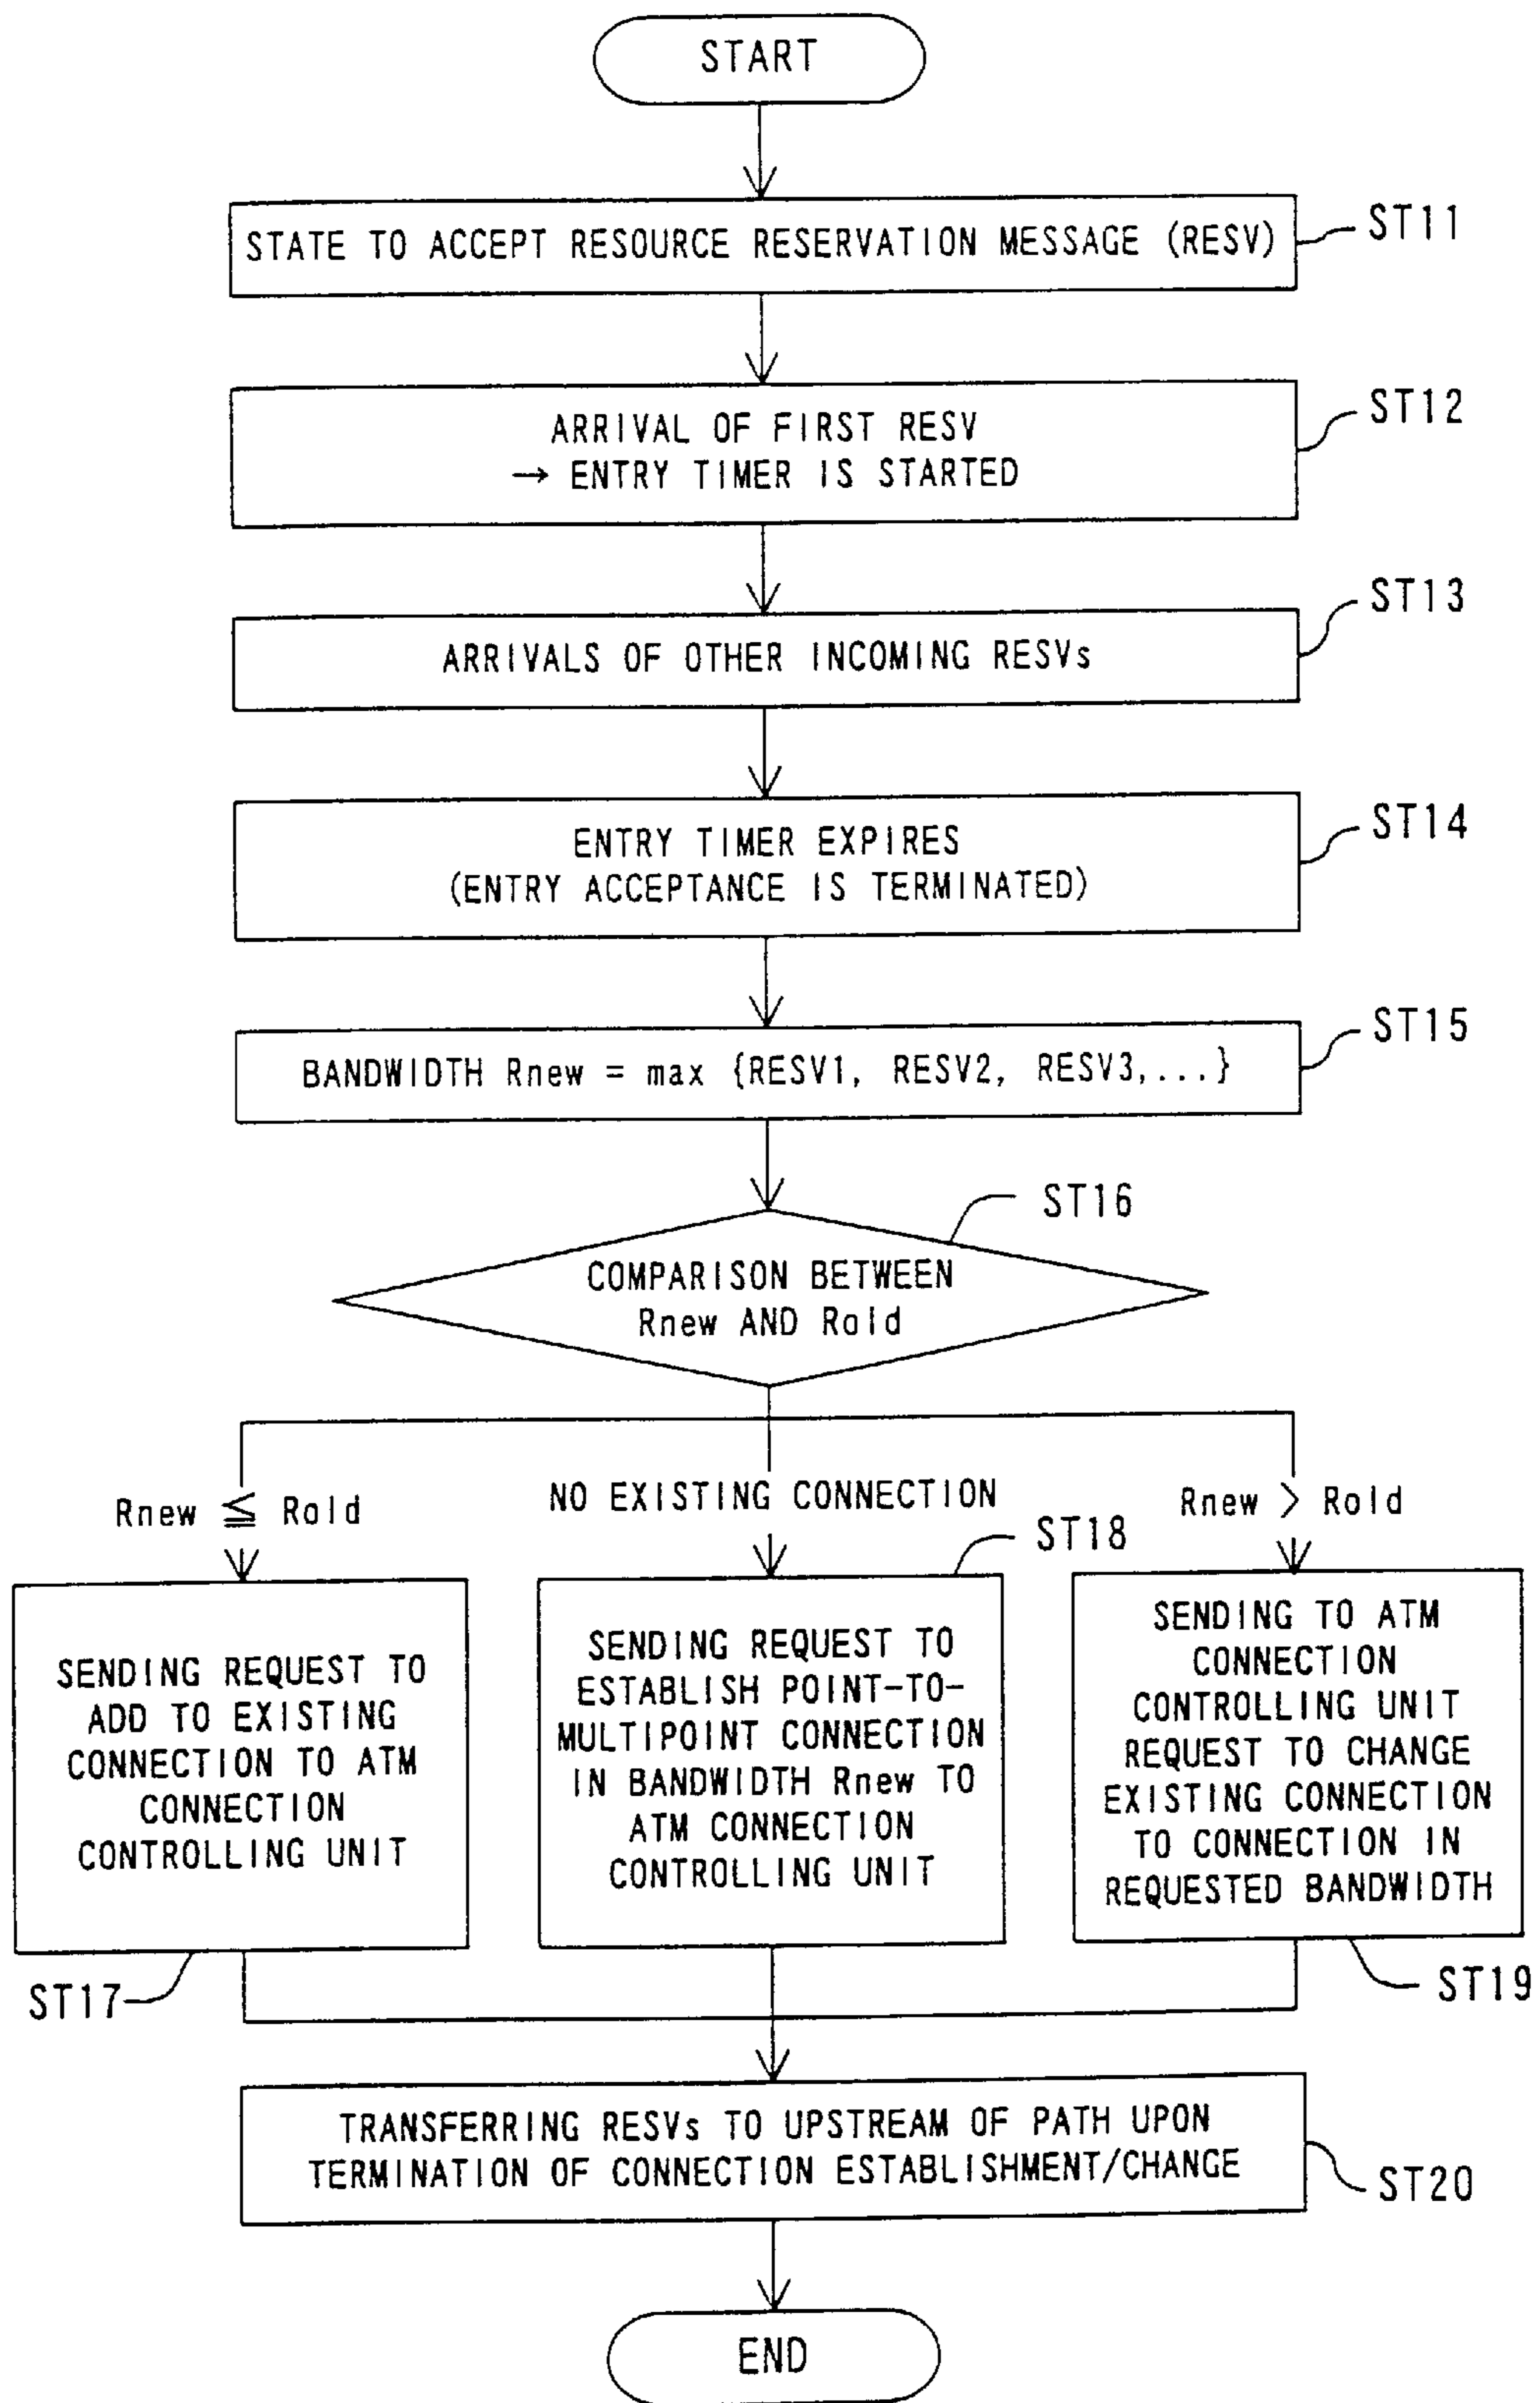 START
STATE TO ACCEPT RESOURCE RESERVATION MESSAGE (RESV)
ST11
ARRIVAL OF FIRST RESV
→ ENTRY TIMER IS STARTED
ST12
ARRIVALS OF OTHER INCOMING RESVs
ST13
ENTRY TIMER EXPIRES
(ENTRY ACCEPTANCE IS TERMINATED)
ST14
BANDWIDTH Rnew = max {RESV1, RESV2, RESV3,...}
ST15
ST16
COMPARISON BETWEEN
Rnew AND Rold
Rnew ≦ Rold
NO EXISTING CONNECTION
Rnew > Rold
SENDING REQUEST TO
ADD TO EXISTING
CONNECTION TO ATM
CONNECTION
CONTROLLING UNIT
ST17
ST18
SENDING REQUEST TO
ESTABLISH POINT-TO-
MULTIPOINT CONNECTION
IN BANDWIDTH Rnew TO
ATM CONNECTION
CONTROLLING UNIT
SENDING TO ATM
CONNECTION
CONTROLLING UNIT
REQUEST TO CHANGE
EXISTING CONNECTION
TO CONNECTION IN
REQUESTED BANDWIDTH
ST19
TRANSFERRING RESVs TO UPSTREAM OF PATH UPON
TERMINATION OF CONNECTION ESTABLISHMENT/CHANGE
ST20
END